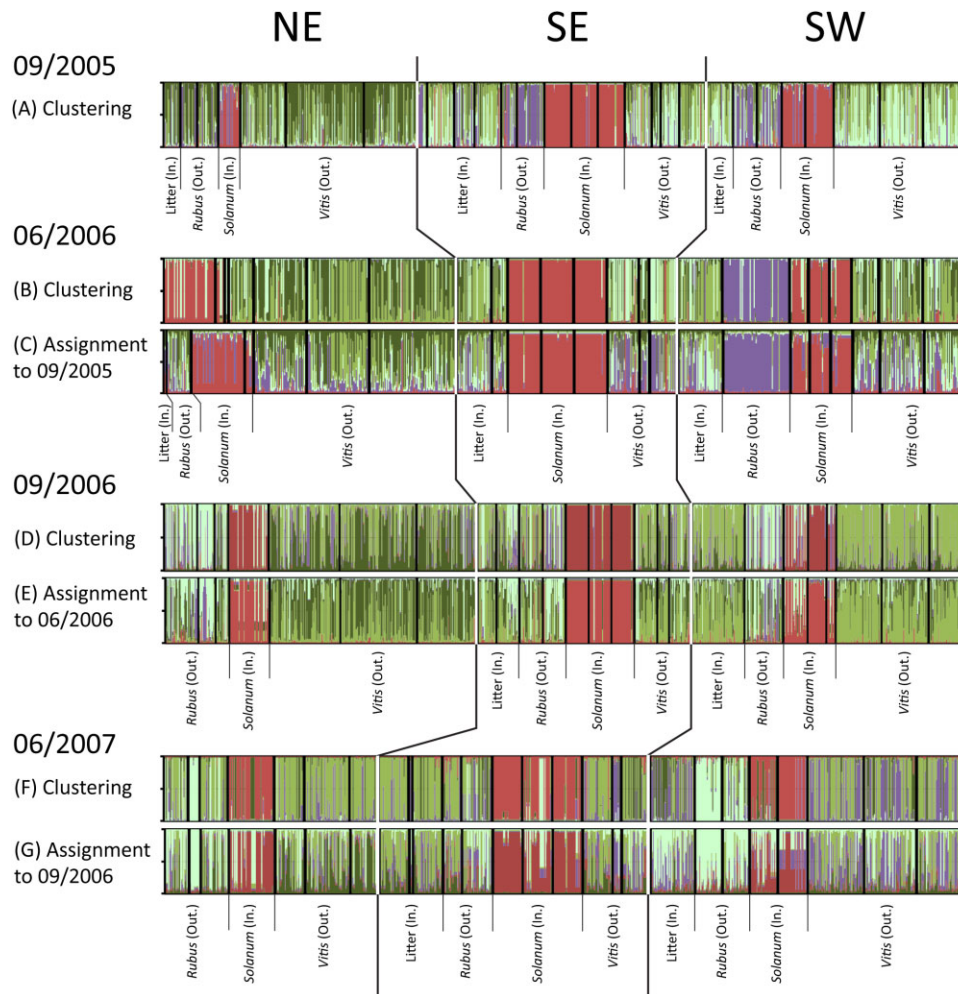 NE SE SW
09/2005
(A) Clustering
Litter (In.) Rubus (Out.) Solanum (In.) Vitis (Out.) Litter (In.) Rubus (Out.) Solanum (In.) Vitis (Out.) Litter (In.) Rubus (Out.) Solanum (In.) Vitis (Out.)
06/2006
(B) Clustering
(C) Assignment
to 09/2005
Litter (In.) Rubus (Out.) Solanum (In.) Vitis (Out.) Litter (In.) Solanum (In.) Vitis (Out.) Litter (In.) Rubus (Out.) Solanum (In.) Vitis (Out.)
09/2006
(D) Clustering
(E) Assignment
to 06/2006
Rubus (Out.) Solanum (In.) Vitis (Out.) Litter (In.) Rubus (Out.) Solanum (In.) Vitis (Out.) Litter (In.) Rubus (Out.) Solanum (In.) Vitis (Out.)
06/2007
(F) Clustering
(G) Assignment
to 09/2006
Rubus (Out.) Solanum (In.) Vitis (Out.) Litter (In.) Rubus (Out.) Solanum (In.) Vitis (Out.) Litter (In.) Rubus (Out.) Solanum (In.) Vitis (Out.)